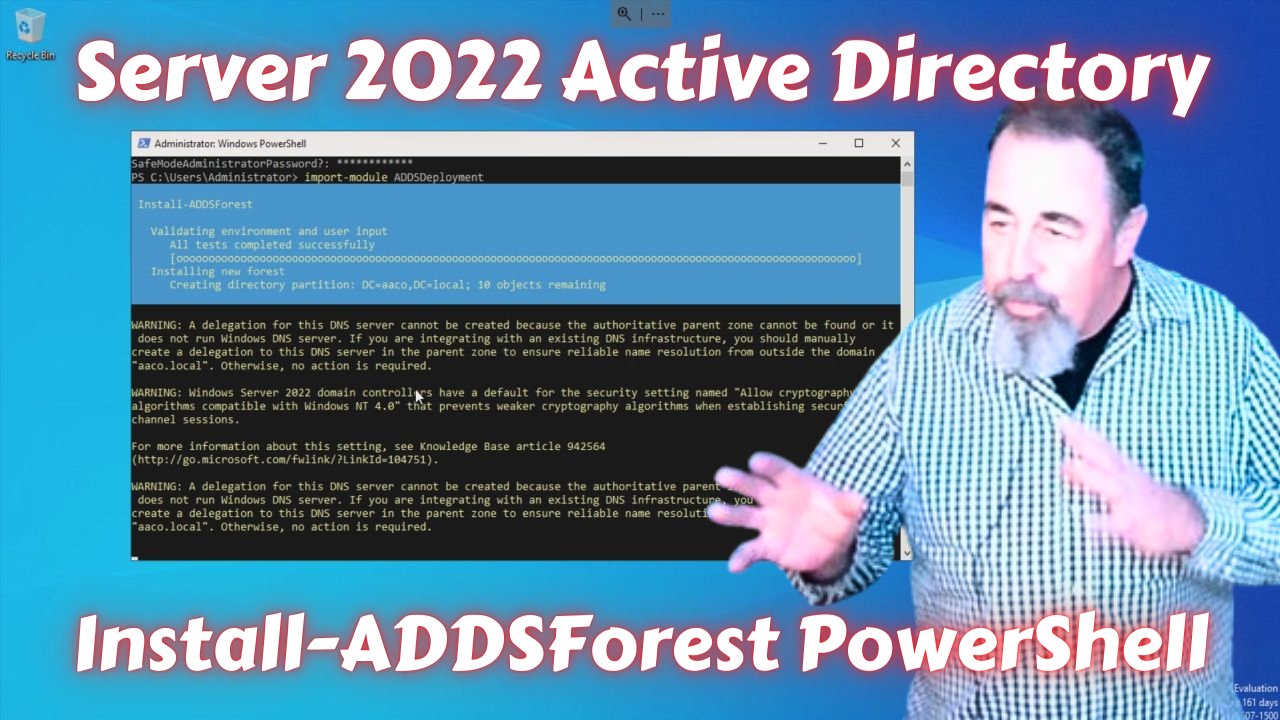 Recycle Bin
Server 2022 Active Directory
Administrator: Windows PowerShell
SafeModeAdministratorPassword?: ************
PS C:\Users\Administrator> import-module ADDSDeployment
Install-ADDSForest
Validating environment and user input
All tests completed successfully
[ooooooooooooooooooooooooooooooooooooooooooooooooooooooooooooooooooooooooooooooooooooooooooooooooooooooooo]
Installing new forest
Creating directory partition: DC=aaco,DC=local; 10 objects remaining
WARNING: A delegation for this DNS server cannot be created because the authoritative parent zone cannot be found or it
does not run Windows DNS server. If you are integrating with an existing DNS infrastructure, you should manually
create a delegation to this DNS server in the parent zone to ensure reliable name resolution from outside the domain
"aaco.local". Otherwise, no action is required.
WARNING: Windows Server 2022 domain controllers have a default for the security setting named "Allow cryptography
algorithms compatible with Windows NT 4.0" that prevents weaker cryptography algorithms when establishing
channel sessions.
For more information about this setting, see Knowledge Base article 942564
(http://go.microsoft.com/fwlink/?LinkId=104751).
WARNING: A delegation for this DNS server cannot be created because the authoritative parent
does not run Windows DNS server. If you are integrating with an existing DNS infrastructure, you
create a delegation to this DNS server in the parent zone to ensure reliable name
"aaco.local". Otherwise, no action is required.
Install-ADDSForest PowerShell
Evaluation
161 days
07-1500